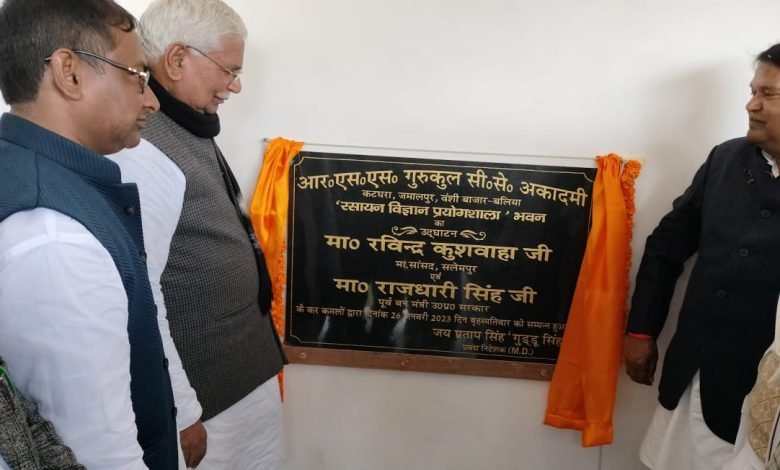 आर०एस०एस० गुरुकुल सी०से० अकादमी
कटघरा, जमालपुर, वंशी बाजार-बलिया
'रसायन विज्ञान प्रयोगशाला' भवन
का
उद्घाटन
मा० रविन्द्र कुशवाहा जी
मा.सांसद, सलेमपुर
एवं
मा० राजधारी सिंह जी
पूर्व वन मंत्री उ०प्र० सरकार
के कर कमलों द्वारा दिनांक 26 जनवरी 2023 दिन बृहस्पतिवार को सम्पन्न हुआ
जय प्रताप सिंह 'गुड्डू सिंह'
प्रबन्ध निदेशक (M.D.)